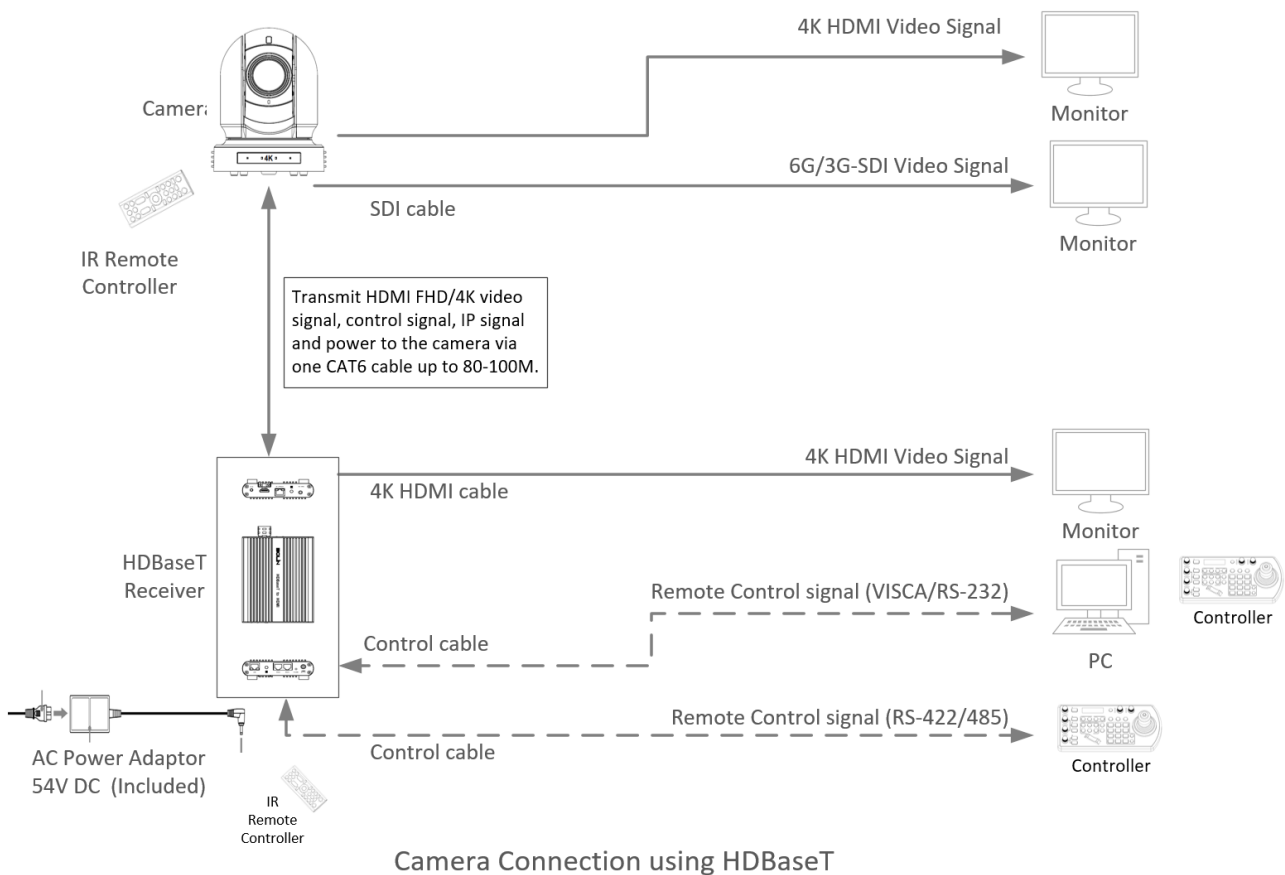 4K HDMI Video Signal
Monitor
Camera
4K
6G/3G-SDI Video Signal
SDI cable
Monitor
IR Remote
Controller
Transmit HDMI FHD/4K video
signal, control signal, IP signal
and power to the camera via
one CAT6 cable up to 80-100M.
4K HDMI Video Signal
4K HDMI cable
Monitor
HDBaseT
Receiver
Remote Control signal (VISCA/RS-232)
Controller
Control cable
PC
Remote Control signal (RS-422/485)
Control cable
Controller
AC Power Adaptor
54V DC (Included)
IR
Remote
Controller
Camera Connection using HDBaseT